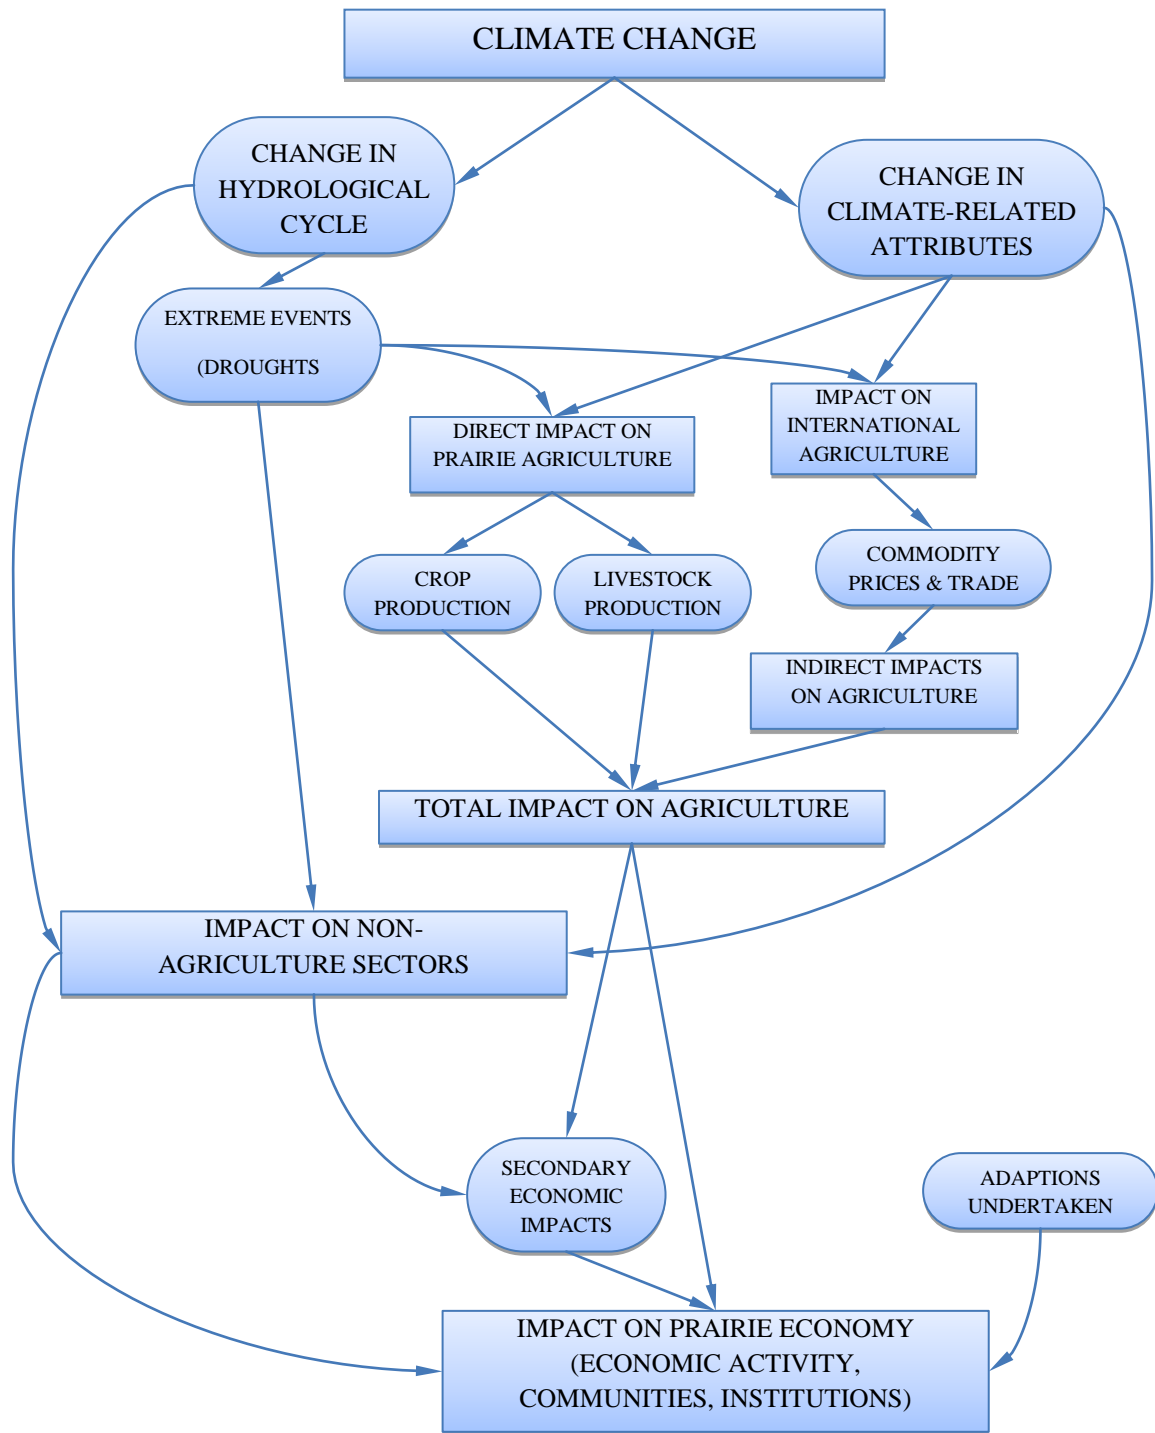 CLIMATE CHANGE
CHANGE IN
HYDROLOGICAL
CYCLE
CHANGE IN
CLIMATE-RELATED
ATTRIBUTES
EXTREME EVENTS
(DROUGHTS
DIRECT IMPACT ON
PRAIRIE AGRICULTURE
IMPACT ON
INTERNATIONAL
AGRICULTURE
CROP
PRODUCTION
LIVESTOCK
PRODUCTION
COMMODITY
PRICES & TRADE
INDIRECT IMPACTS
ON AGRICULTURE
TOTAL IMPACT ON AGRICULTURE
IMPACT ON NON-
AGRICULTURE SECTORS
SECONDARY
ECONOMIC
IMPACTS
ADAPTIONS
UNDERTAKEN
IMPACT ON PRAIRIE ECONOMY
(ECONOMIC ACTIVITY,
COMMUNITIES, INSTITUTIONS)